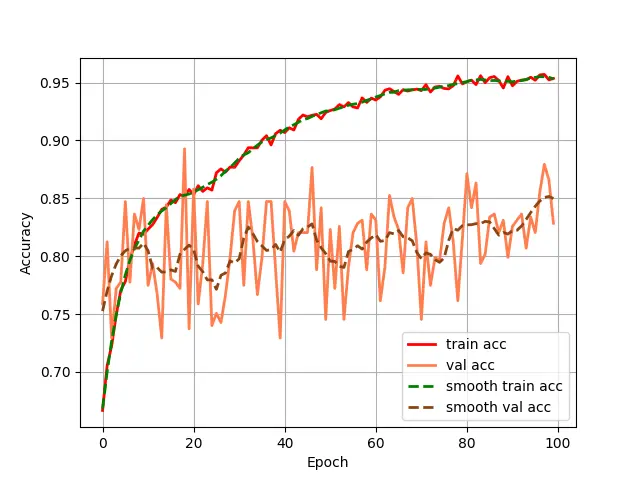 0.95
0.90
0.85
0.80
0.75
0.70
Accuracy
0 20 40 60 80 100
Epoch
train acc
val acc
smooth train acc
smooth val acc